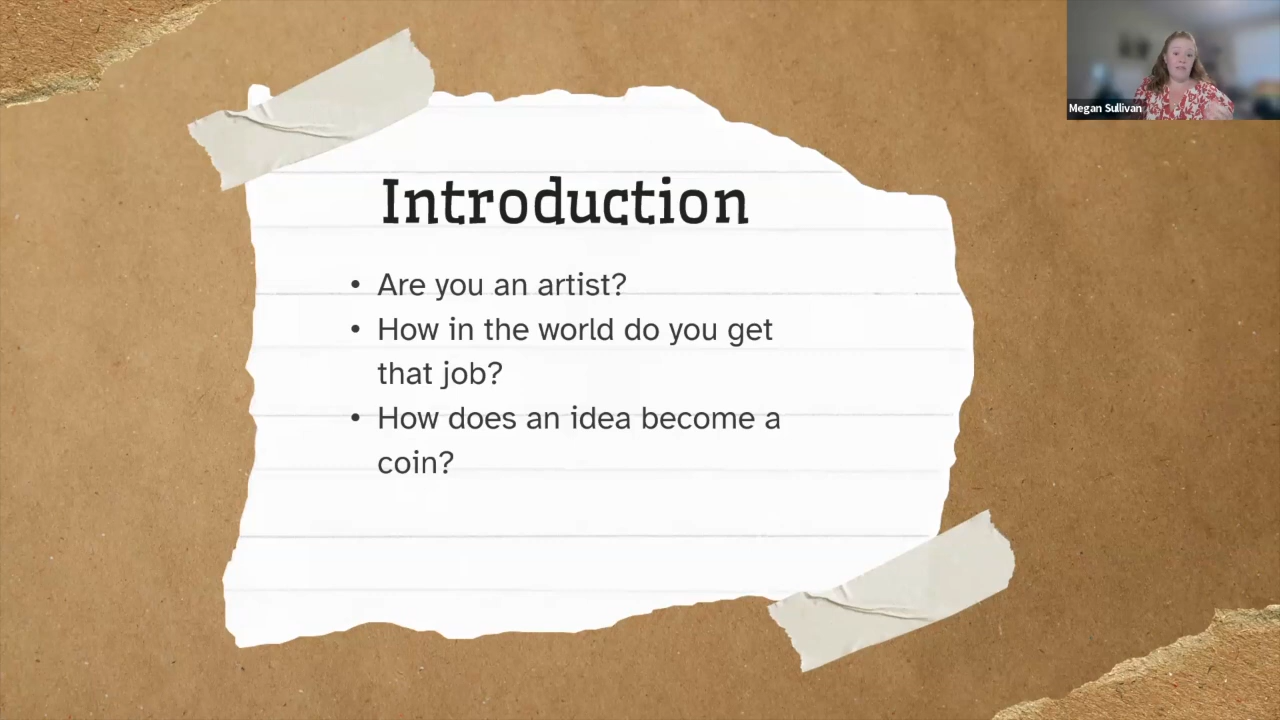 Megan Sullivan
Introduction
• Are you an artist?
• How in the world do you get
that job?
• How does an idea become a
coin?